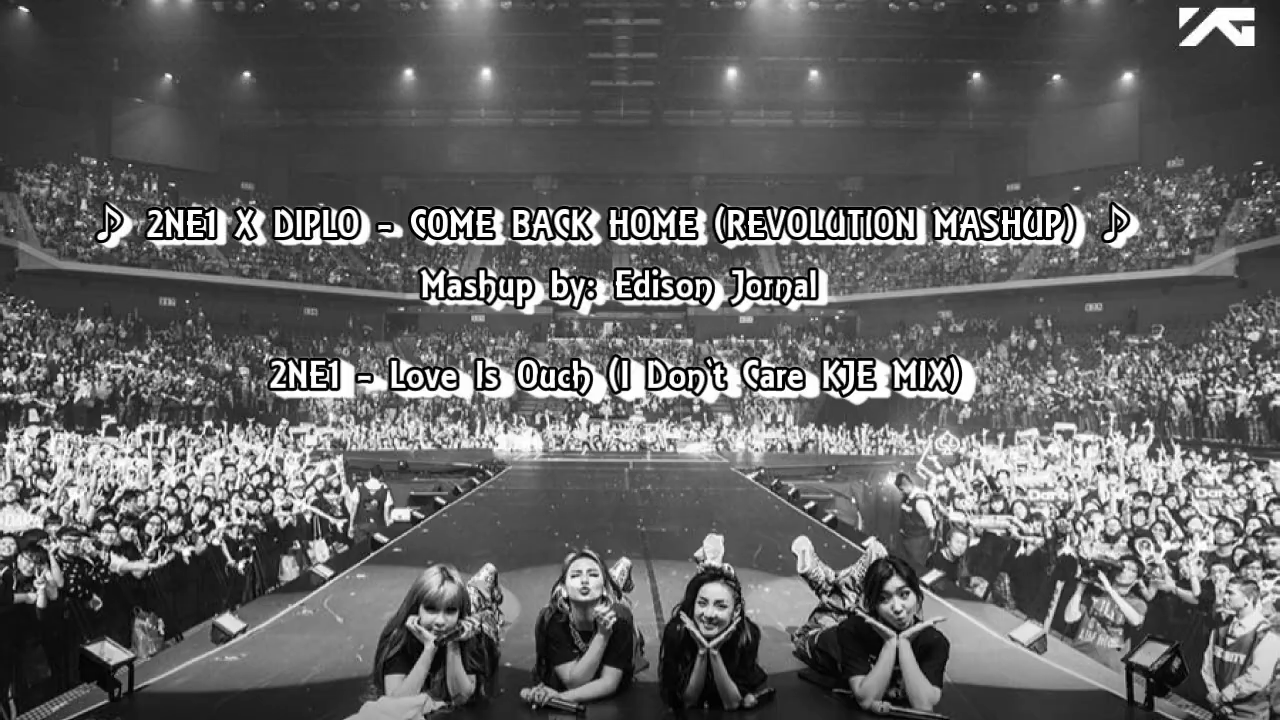 YG
♪ 2NE1 X DIPLO - COME BACK HOME (REVOLUTION MASHUP) ♪
Mashup by: Edison Jornal
2NE1 - Love Is Ouch (I Don`t Care KJE MIX)